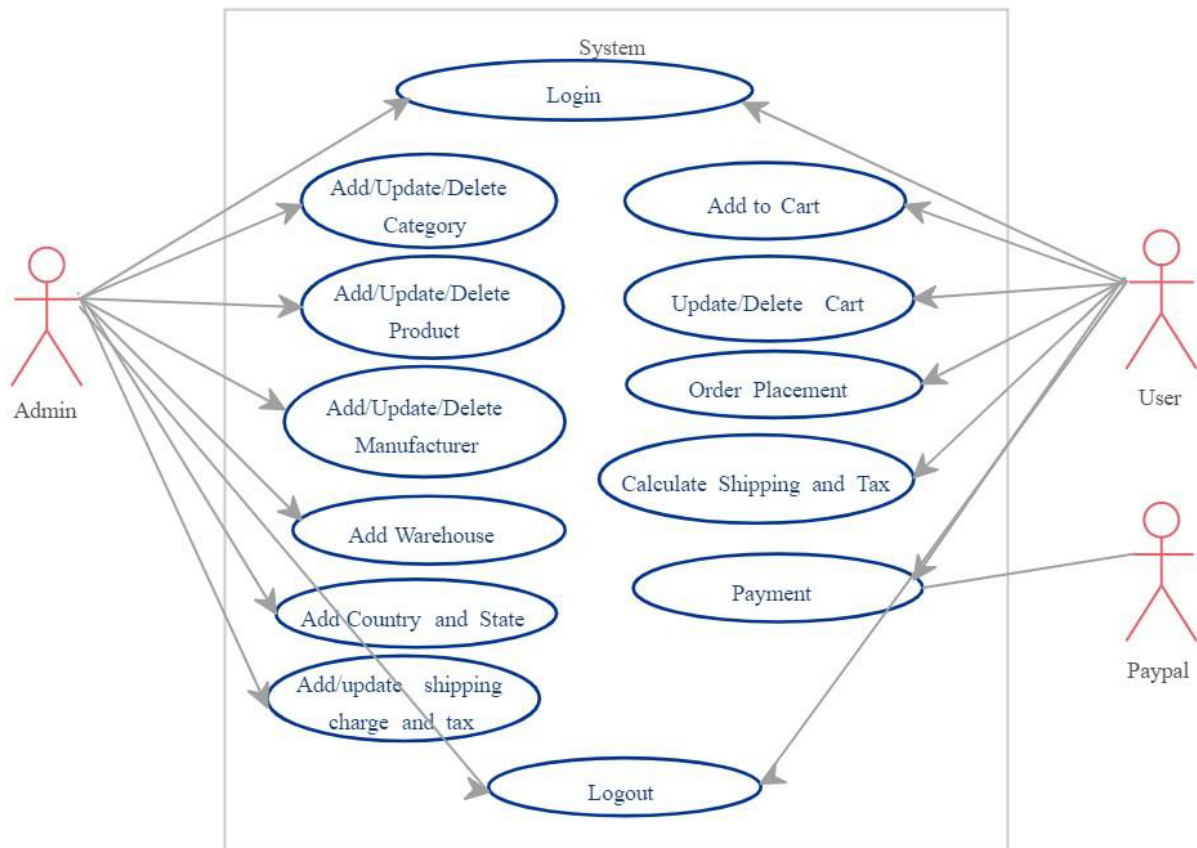 System
Login
Add/Update/Delete
Category
Add to Cart
Add/Update/Delete
Product
Update/Delete Cart
Admin
Add/Update/Delete
Manufacturer
Order Placement
User
Calculate Shipping and Tax
Add Warehouse
Payment
Add Country and State
Paypal
Add/update shipping
charge and tax
Logout